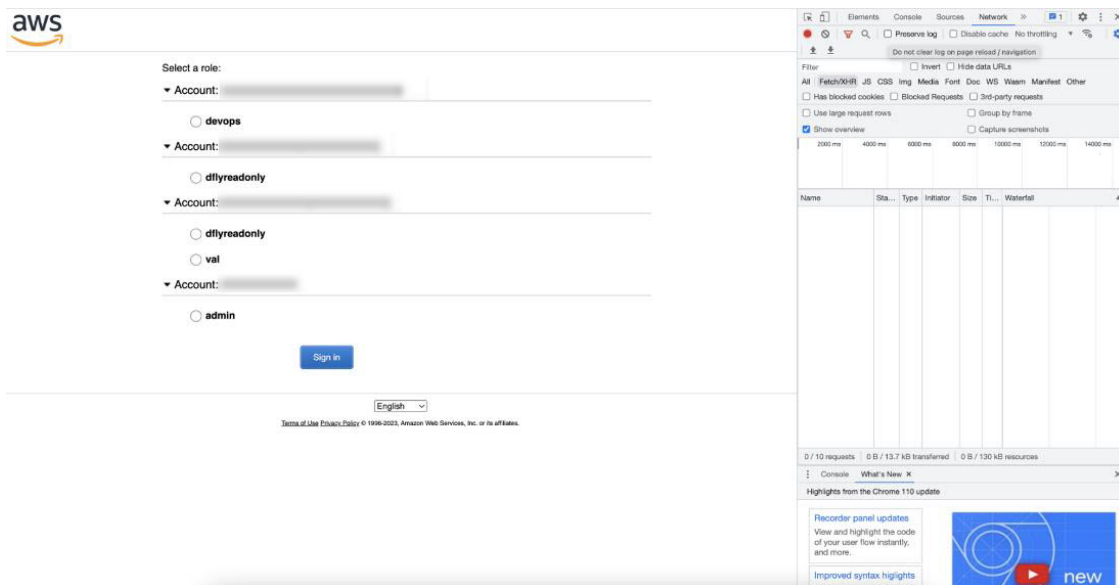 aws
Select a role:
Account:
devops
Account:
dflyreadonly
Account:
dflyreadonly
val
Account:
admin
Sign in
English
Terms of Use Privacy Policy © 1996-2023, Amazon Web Services, Inc. or its affiliates.
Elements Console Sources Network » 1
Preserve log Disable cache No throttling
Do not clear log on page reload / navigation
Filter Invert Hide data URLs
All Fetch/XHR JS CSS Img Media Font Doc WS Wasm Manifest Other
Has blocked cookies Blocked Requests 3rd-party requests
Use large request rows Group by frame
Show overview Capture screenshots
2000 ms 4000 ms 6000 ms 8000 ms 10000 ms 12000 ms 14000 ms
Name Sta... Type Initiator Size Ti... Waterfall
0 / 10 requests 0 B / 13.7 kB transferred 0 B / 130 kB resources
Console What's New ×
Highlights from the Chrome 110 update
Recorder panel updates
View and highlight the code
of your user flow instantly,
and more.
Improved syntax higlights
new